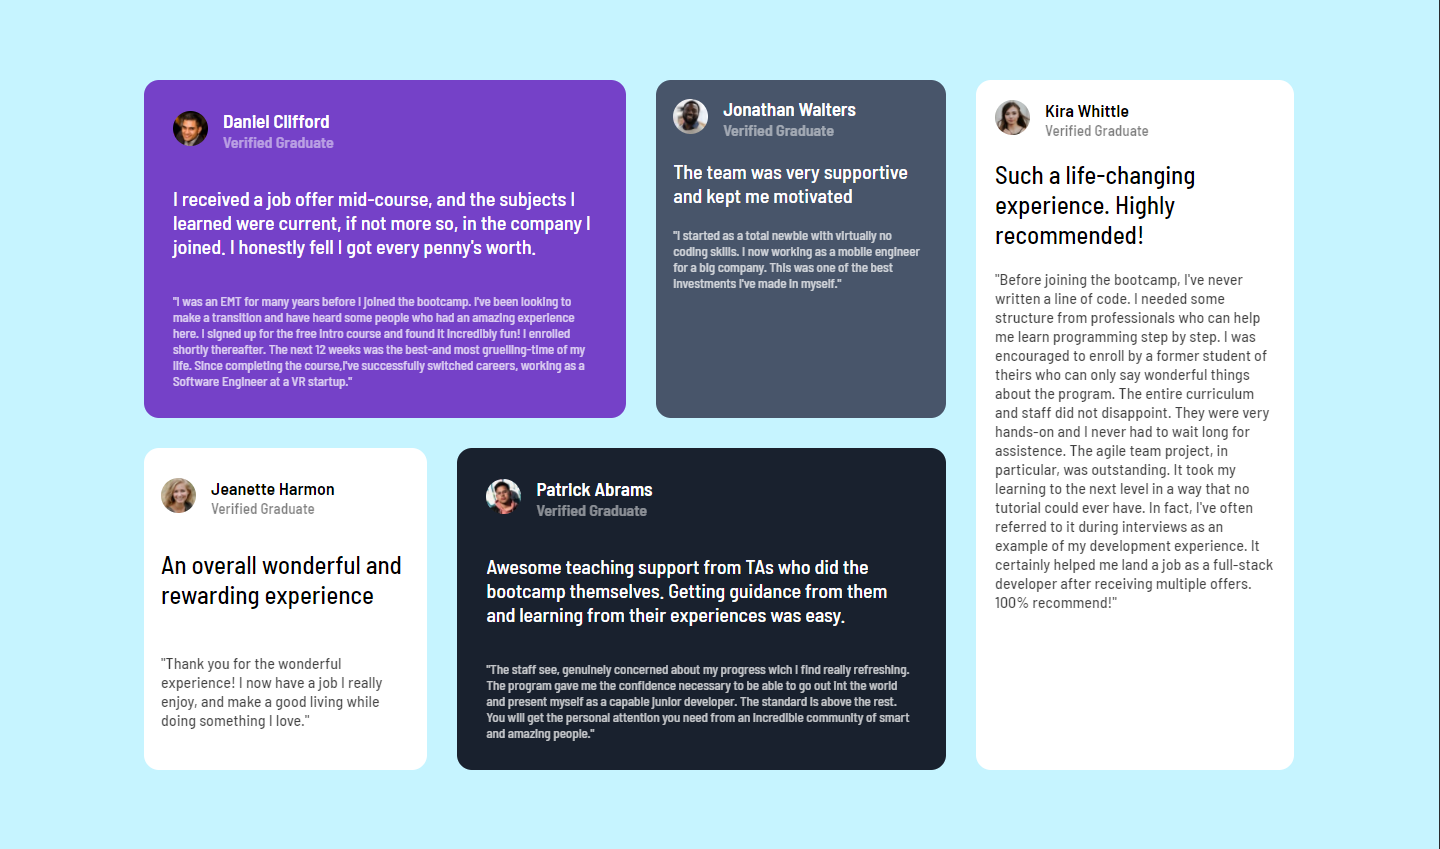 Daniel Clifford
Verified Graduate
I received a job offer mid-course, and the subjects I
learned were current, if not more so, in the company I
joined. I honestly fell I got every penny's worth.
"I was an EMT for many years before I joined the bootcamp. I've been looking to
make a transition and have heard some people who had an amazing experience
here. I signed up for the free intro course and found it incredibly fun! I enrolled
shortly thereafter. The next 12 weeks was the best-and most gruelling-time of my
life. Since completing the course,I've successfully switched careers, working as a
Software Engineer at a VR startup."
Jonathan Walters
Verified Graduate
The team was very supportive
and kept me motivated
"I started as a total newbie with virtually no
coding skills. I now working as a mobile engineer
for a big company. This was one of the best
investments I've made in myself."
Kira Whittle
Verified Graduate
Such a life-changing
experience. Highly
recommended!
"Before joining the bootcamp, I've never
written a line of code. I needed some
structure from professionals who can help
me learn programming step by step. I was
encouraged to enroll by a former student of
theirs who can only say wonderful things
about the program. The entire curriculum
and staff did not disappoint. They were very
hands-on and I never had to wait long for
assistence. The agile team project, in
particular, was outstanding. It took my
learning to the next level in a way that no
tutorial could ever have. In fact, I've often
referred to it during interviews as an
example of my development experience. It
certainly helped me land a job as a full-stack
developer after receiving multiple offers.
100% recommend!"
Jeanette Harmon
Verified Graduate
An overall wonderful and
rewarding experience
"Thank you for the wonderful
experience! I now have a job I really
enjoy, and make a good living while
doing something I love."
Patrick Abrams
Verified Graduate
Awesome teaching support from TAs who did the
bootcamp themselves. Getting guidance from them
and learning from their experiences was easy.
"The staff see, genuinely concerned about my progress wich I find really refreshing.
The program gave me the confidence necessary to be able to go out int the world
and present myself as a capable junior developer. The standard is above the rest.
You will get the personal attention you need from an incredible community of smart
and amazing people."